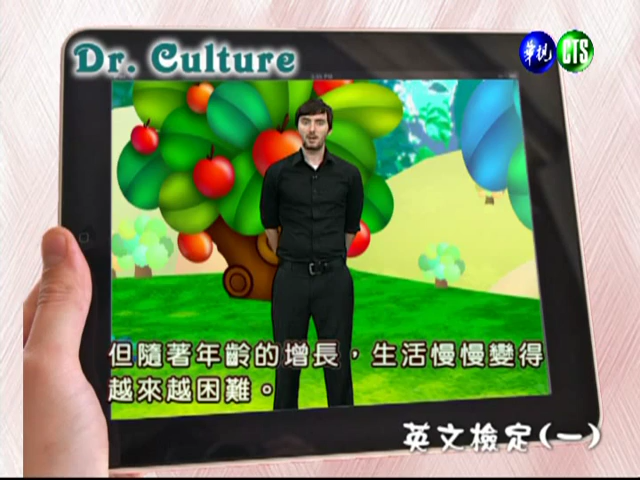 Dr. Culture
華視 CTS
但隨著年齡的增長，生活慢慢變得
越來越困難。
英文檢定(一)